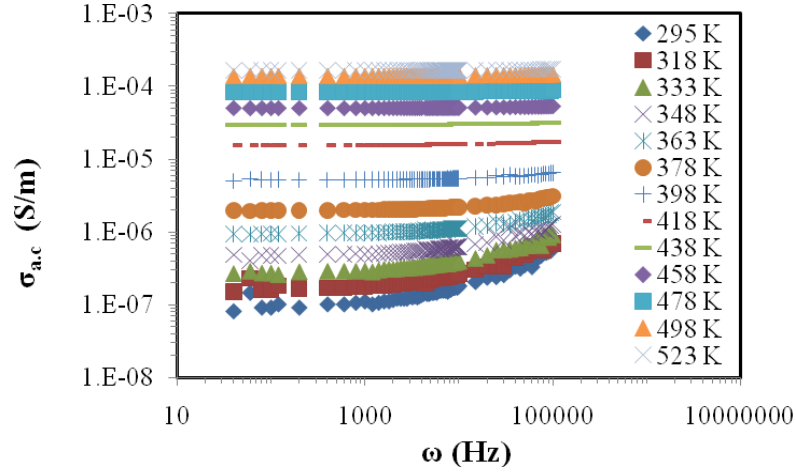 1.E-03
1.E-04
1.E-05
1.E-06
1.E-07
1.E-08
σa.c (S/m)
10
1000
100000
10000000
ω (Hz)
295 K
318 K
333 K
348 K
363 K
378 K
398 K
418 K
438 K
458 K
478 K
498 K
523 K